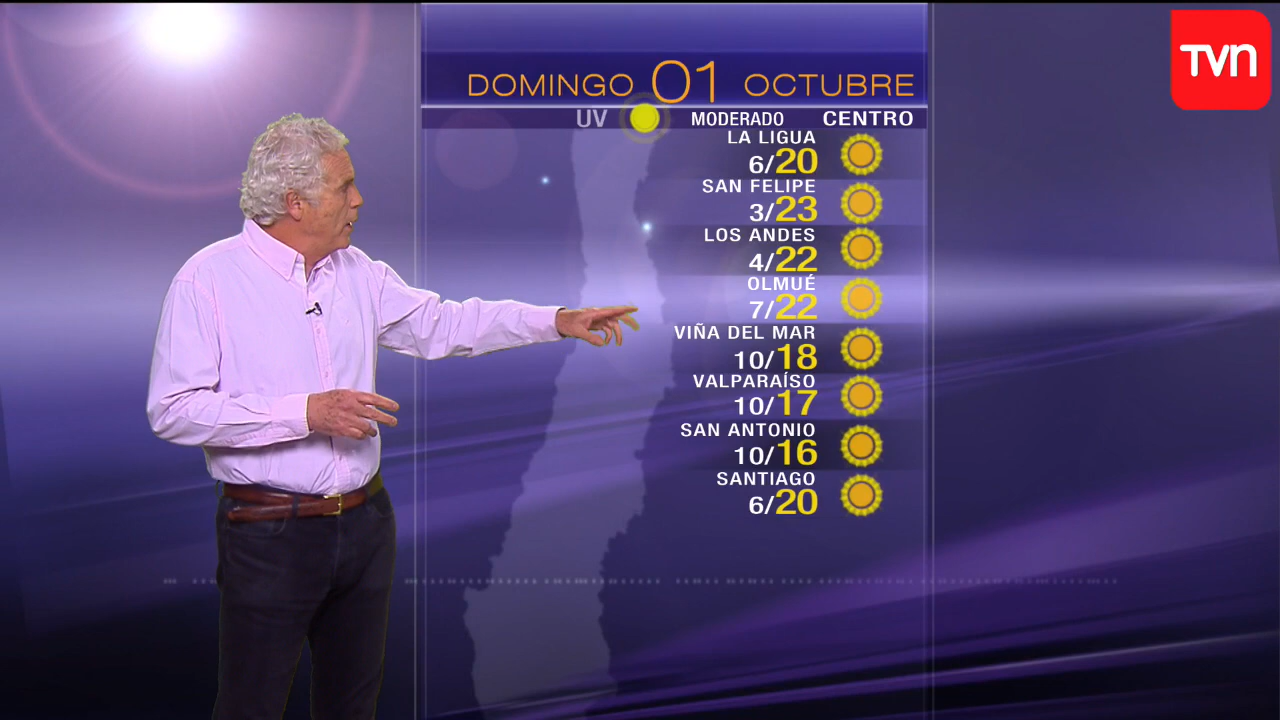 TVN
DOMINGO 01 OCTUBRE
UV MODERADO CENTRO
LA LIGUA
6/20
SAN FELIPE
3/23
LOS ANDES
4/22
OLMUÉ
7/22
VIÑA DEL MAR
10/18
VALPARAÍSO
10/17
SAN ANTONIO
10/16
SANTIAGO
6/20